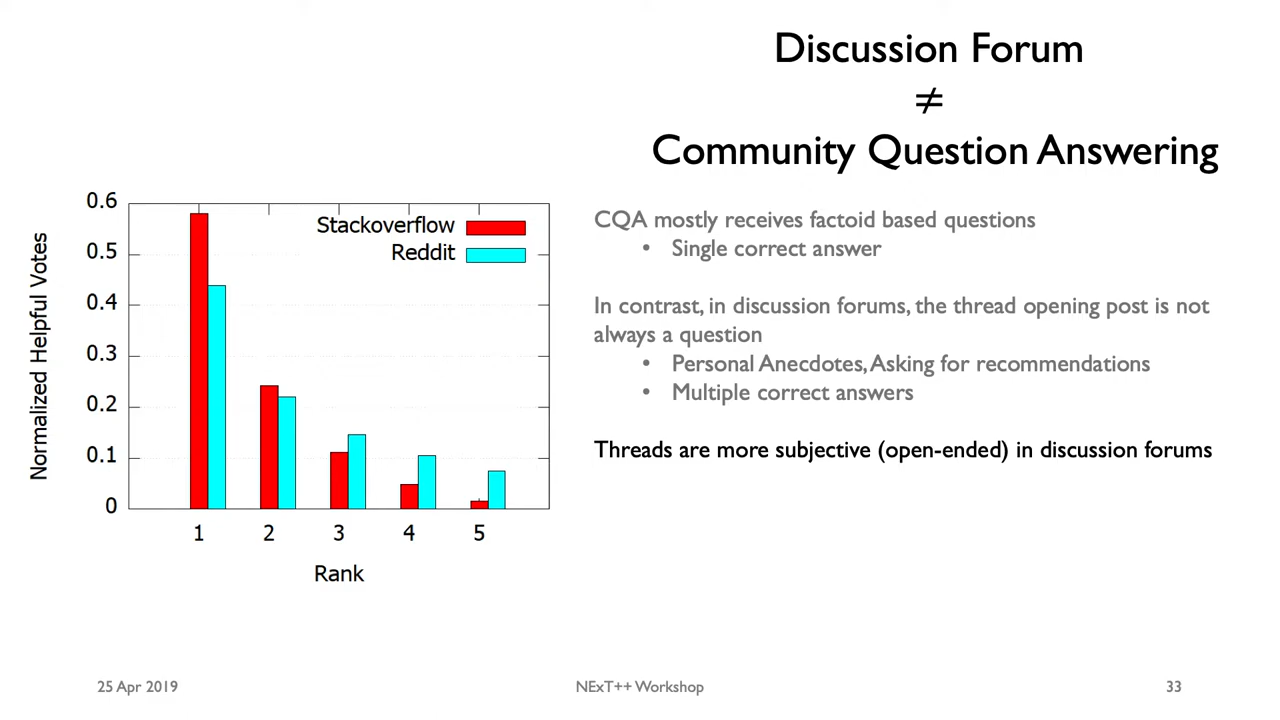 Discussion Forum
≠
Community Question Answering
0.6
0.5
0.4
0.3
0.2
0.1
0
Normalized Helpful Votes
Stackoverflow
Reddit
1 2 3 4 5
Rank
CQA mostly receives factoid based questions
• Single correct answer
In contrast, in discussion forums, the thread opening post is not
always a question
• Personal Anecdotes, Asking for recommendations
• Multiple correct answers
Threads are more subjective (open-ended) in discussion forums
25 Apr 2019
NExT++ Workshop
33